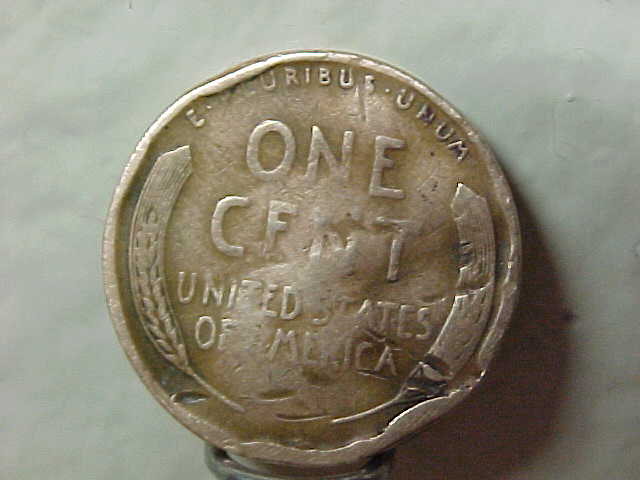 E · PLURIBUS · UNUM
ONE
CENT
UNITED STATES
OF AMERICA